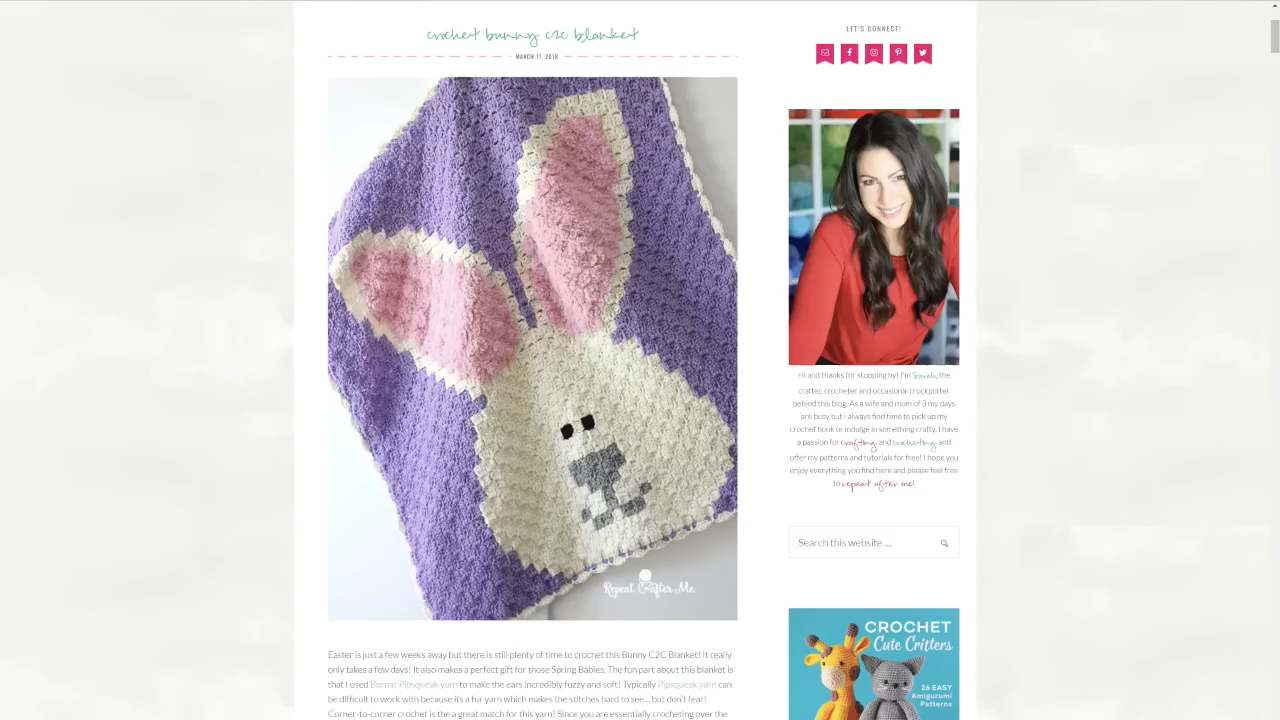 crochet bunny c2c blanket
MARCH 17, 2018
Repeat Crafter Me
Easter is just a few weeks away but there is still plenty of time to crochet this Bunny C2C Blanket! It really
only takes a few days! It also makes a perfect gift for those Spring Babies. The fun part about this blanket is
that I used Bernat Pipsqueak yarn to make the ears incredibly fuzzy and soft! Typically Pipsqueak yarn can
be difficult to work with because its a fur yarn which makes the stitches hard to see... but don't fear!
Corner-to-corner crochet is the a great match for this yarn! Since you are essentially crocheting over the
LET'S CONNECT!
Hi and thanks for stopping by! I'm Sarah, the
crafter, crocheter and occasional crockpotter
behind this blog. As a wife and mom of 3 my days
are busy but I always find time to pick up my
crochet hook or indulge in something crafty. I have
a passion for crafting and crocheting and
offer my patterns and tutorials for free! I hope you
enjoy everything you find here and please feel free
to repeat after me!
Search this website …
CROCHET
Cute Critters
26 EASY
Amigurumi
Patterns